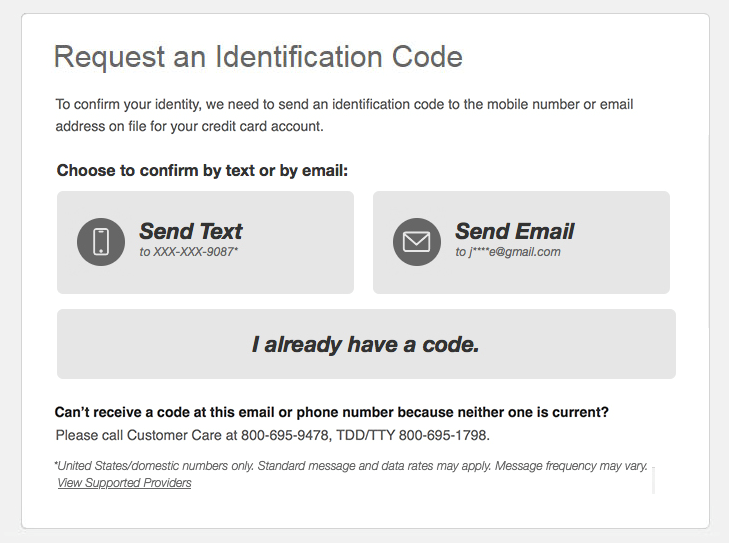 Request an Identification Code
To confirm your identity, we need to send an identification code to the mobile number or email
address on file for your credit card account.
Choose to confirm by text or by email:
Send Text
to XXX-XXX-9087*
Send Email
to j****e@gmail.com
I already have a code.
Can't receive a code at this email or phone number because neither one is current?
Please call Customer Care at 800-695-9478, TDD/TTY 800-695-1798.
*United States/domestic numbers only. Standard message and data rates may apply. Message frequency may vary.
View Supported Providers